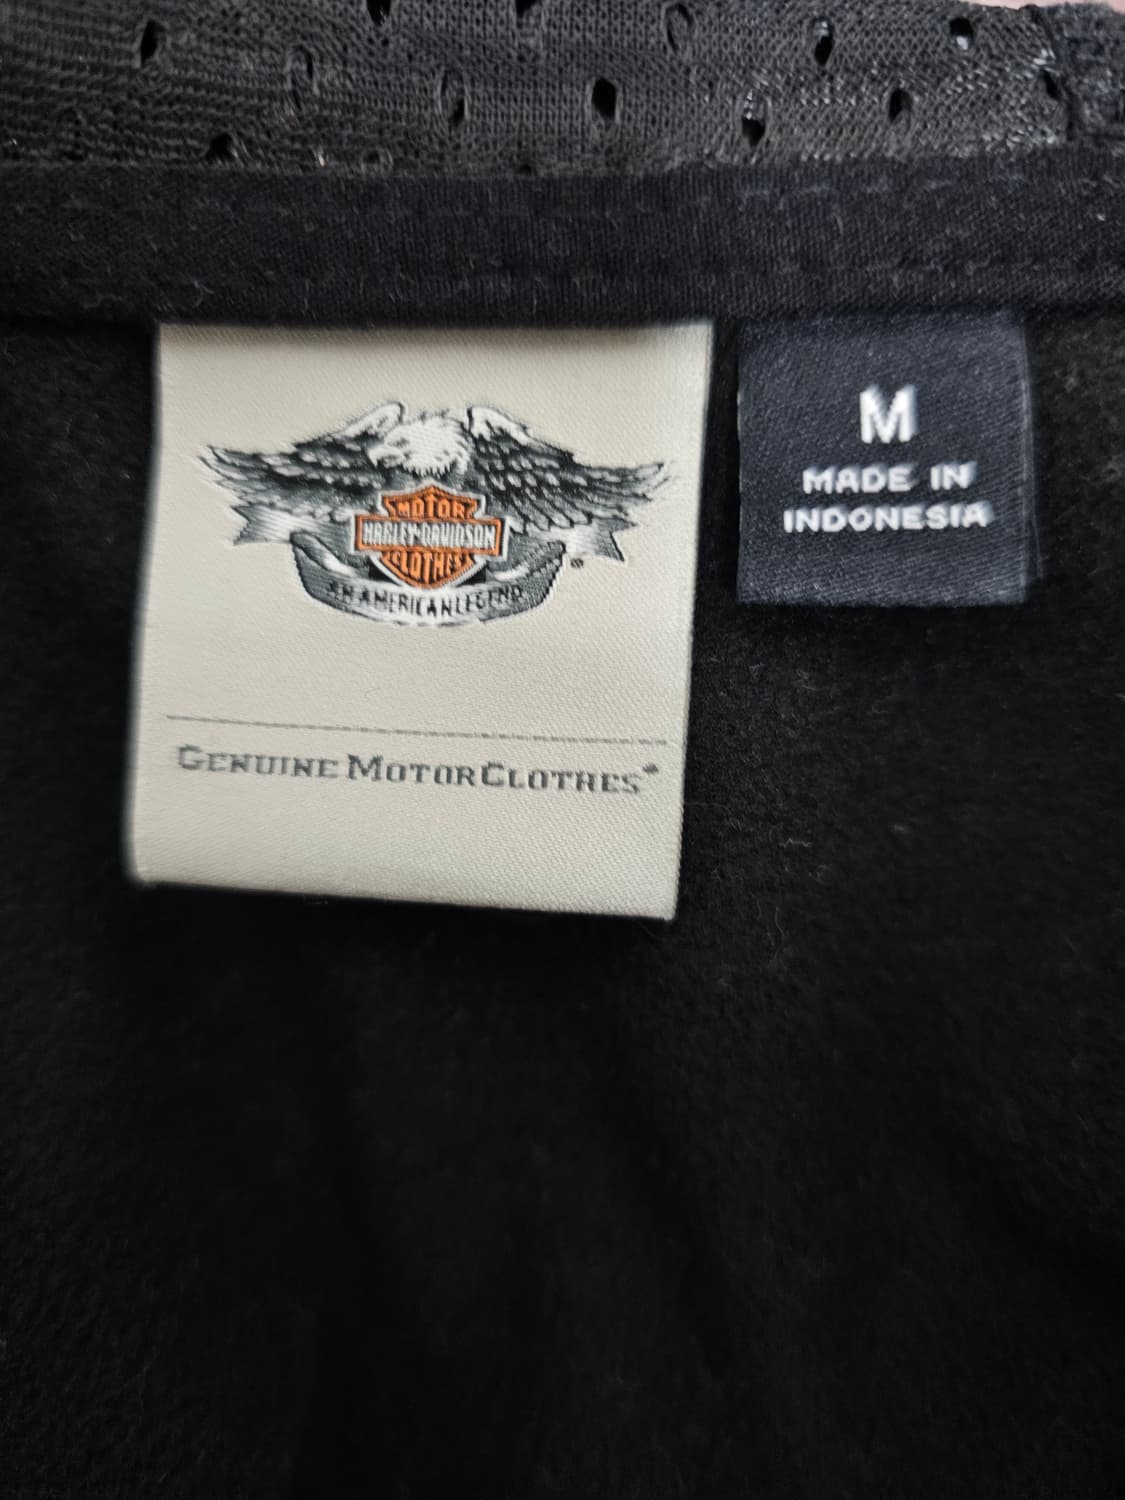 MOTOR
HARLEY-DAVIDSON
CLOTHES
AN AMERICAN LEGEND
®
GENUINE MOTORCLOTHES®
M
MADE IN
INDONESIA